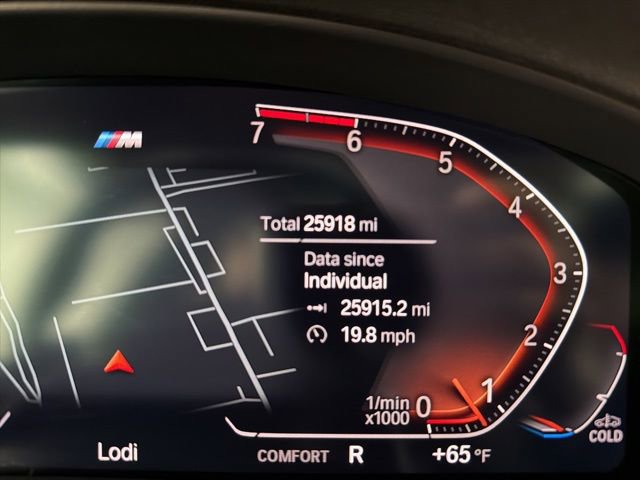 M
7
6
5
4
3
2
1
0
Total 25918 mi
Data since
Individual
25915.2 mi
19.8 mph
1/min
x1000
COLD
Lodi
COMFORT R +65 °F